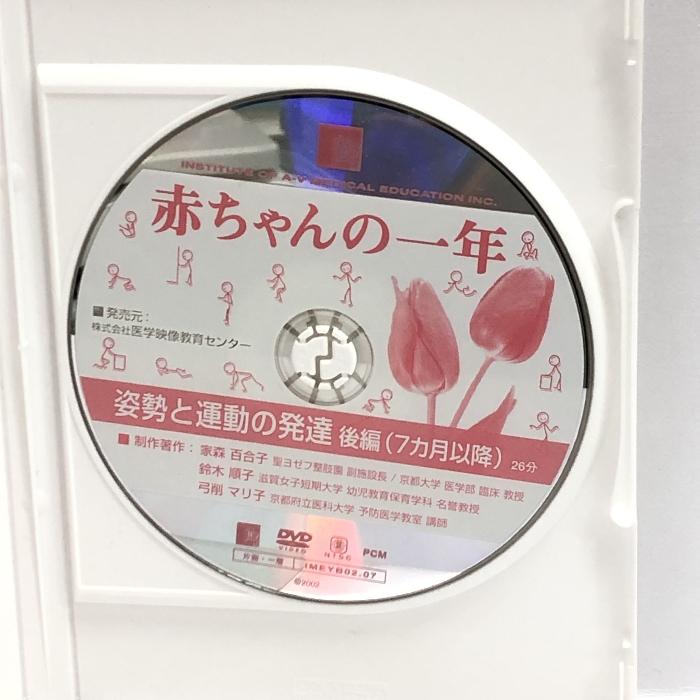 INSTITUTE OF A-V MEDICAL EDUCATION INC.
赤ちゃんの一年
■発売元：
株式会社医学映像教育センター
姿勢と運動の発達 後編（7カ月以降） 26分
■制作著作：家森 百合子 聖ヨゼフ整肢園 副施設長 / 京都大学 医学部 臨床 教授
鈴木 順子 滋賀女子短期大学 幼児教育保育学科 名誉教授
弓削 マリ子 京都府立医科大学 予防医学教室 講師
DVD VIDEO NTSC PCM
片面・一層 IMEYB02.07
©2002